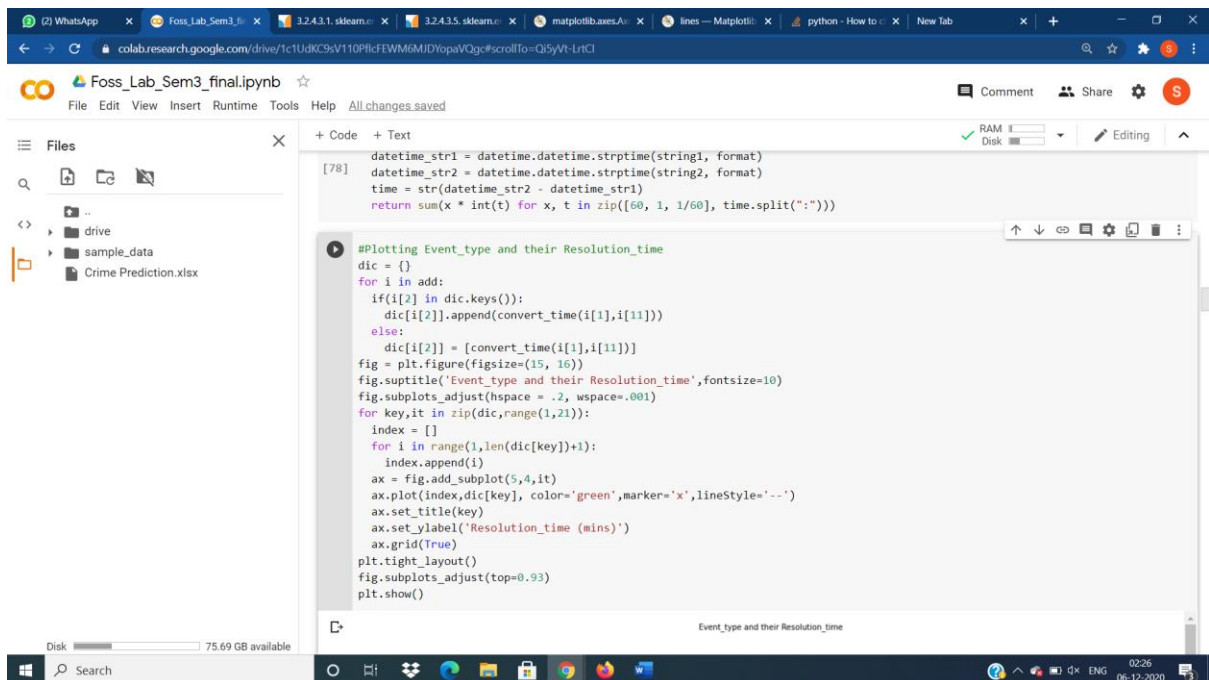 (2) WhatsApp
Foss_Lab_Sem3_fin
3.2.4.3.1. sklearn.en
3.2.4.3.5. sklearn.en
matplotlib.axes.Ax
lines — Matplotlib
python - How to c
New Tab
colab.research.google.com/drive/1c1UdKC9sV110PflcFEWM6MJDYopaVQgc#scrollTo=Qi5yVt-LrtCl
Foss_Lab_Sem3_final.ipynb
File Edit View Insert Runtime Tools Help All changes saved
Comment
Share
S
Files
+ Code + Text
RAM
Disk
Editing
..
drive
sample_data
Crime Prediction.xlsx
[78]
datetime_str1 = datetime.datetime.strptime(string1, format)
datetime_str2 = datetime.datetime.strptime(string2, format)
time = str(datetime_str2 - datetime_str1)
return sum(x * int(t) for x, t in zip([60, 1, 1/60], time.split(":")))
#Plotting Event_type and their Resolution_time
dic = {}
for i in add:
  if(i[2] in dic.keys()):
    dic[i[2]].append(convert_time(i[1],i[11]))
  else:
    dic[i[2]] = [convert_time(i[1],i[11])]
fig = plt.figure(figsize=(15, 16))
fig.suptitle('Event_type and their Resolution_time',fontsize=10)
fig.subplots_adjust(hspace = .2, wspace=.001)
for key,it in zip(dic,range(1,21)):
  index = []
  for i in range(1,len(dic[key])+1):
    index.append(i)
  ax = fig.add_subplot(5,4,it)
  ax.plot(index,dic[key], color='green',marker='x',lineStyle='--')
  ax.set_title(key)
  ax.set_ylabel('Resolution_time (mins)')
  ax.grid(True)
plt.tight_layout()
fig.subplots_adjust(top=0.93)
plt.show()
Event_type and their Resolution_time
Disk
75.69 GB available
Search
ENG
02:26
06-12-2020